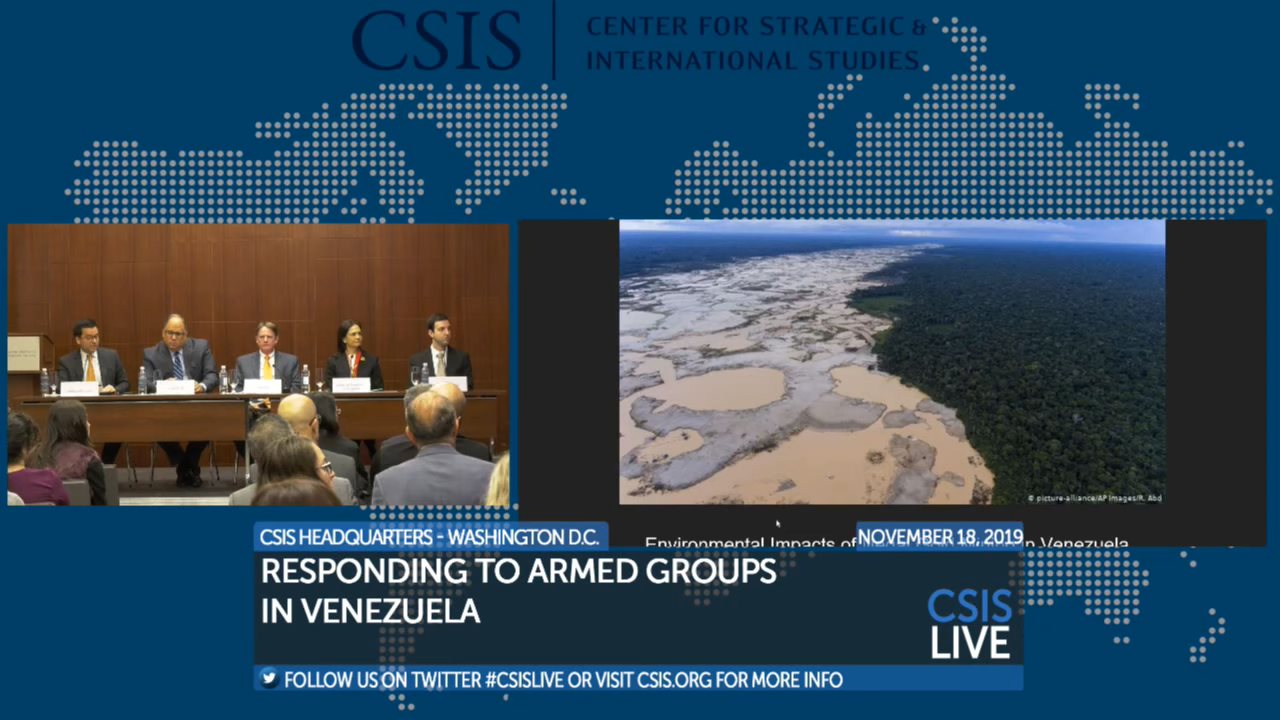 CSIS
CENTER FOR STRATEGIC &
INTERNATIONAL STUDIES
© picture-alliance/AP Images/R. Abd
Environmental Impacts of in Venezuela
CSIS HEADQUARTERS - WASHINGTON D.C.
NOVEMBER 18, 2019
RESPONDING TO ARMED GROUPS
IN VENEZUELA
CSIS
LIVE
FOLLOW US ON TWITTER #CSISLIVE OR VISIT CSIS.ORG FOR MORE INFO